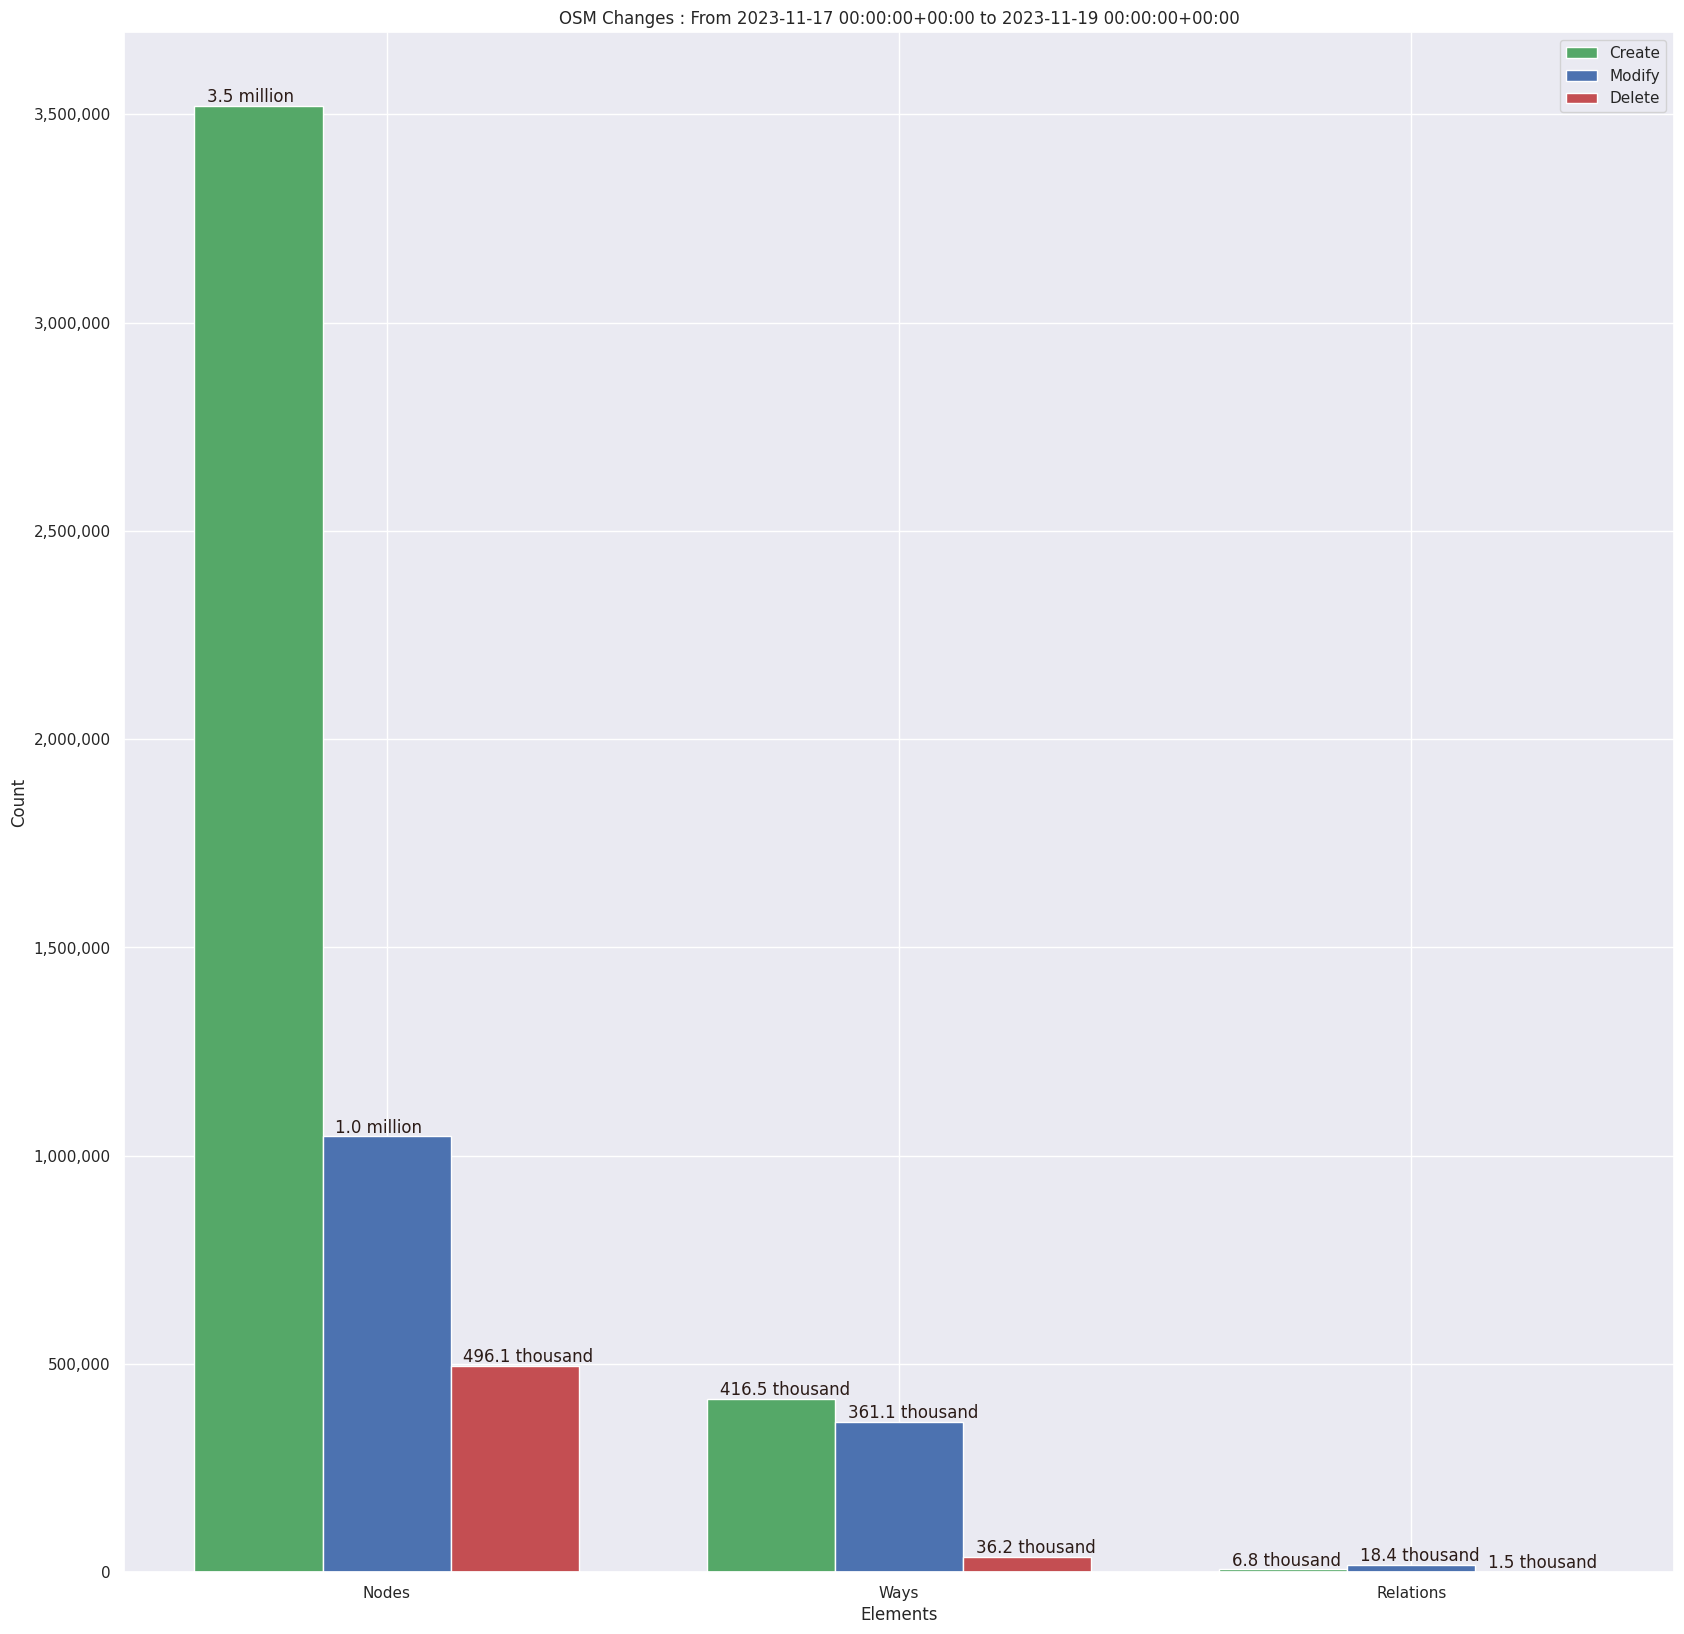 OSM Changes : From 2023-11-17 00:00:00+00:00 to 2023-11-19 00:00:00+00:00
Create
Modify
Delete
3.5 million
3,500,000
3,000,000
2,500,000
2,000,000
1,500,000
1,000,000
500,000
0
Count
1.0 million
496.1 thousand
416.5 thousand
361.1 thousand
36.2 thousand
6.8 thousand
18.4 thousand
1.5 thousand
Nodes
Ways
Relations
Elements